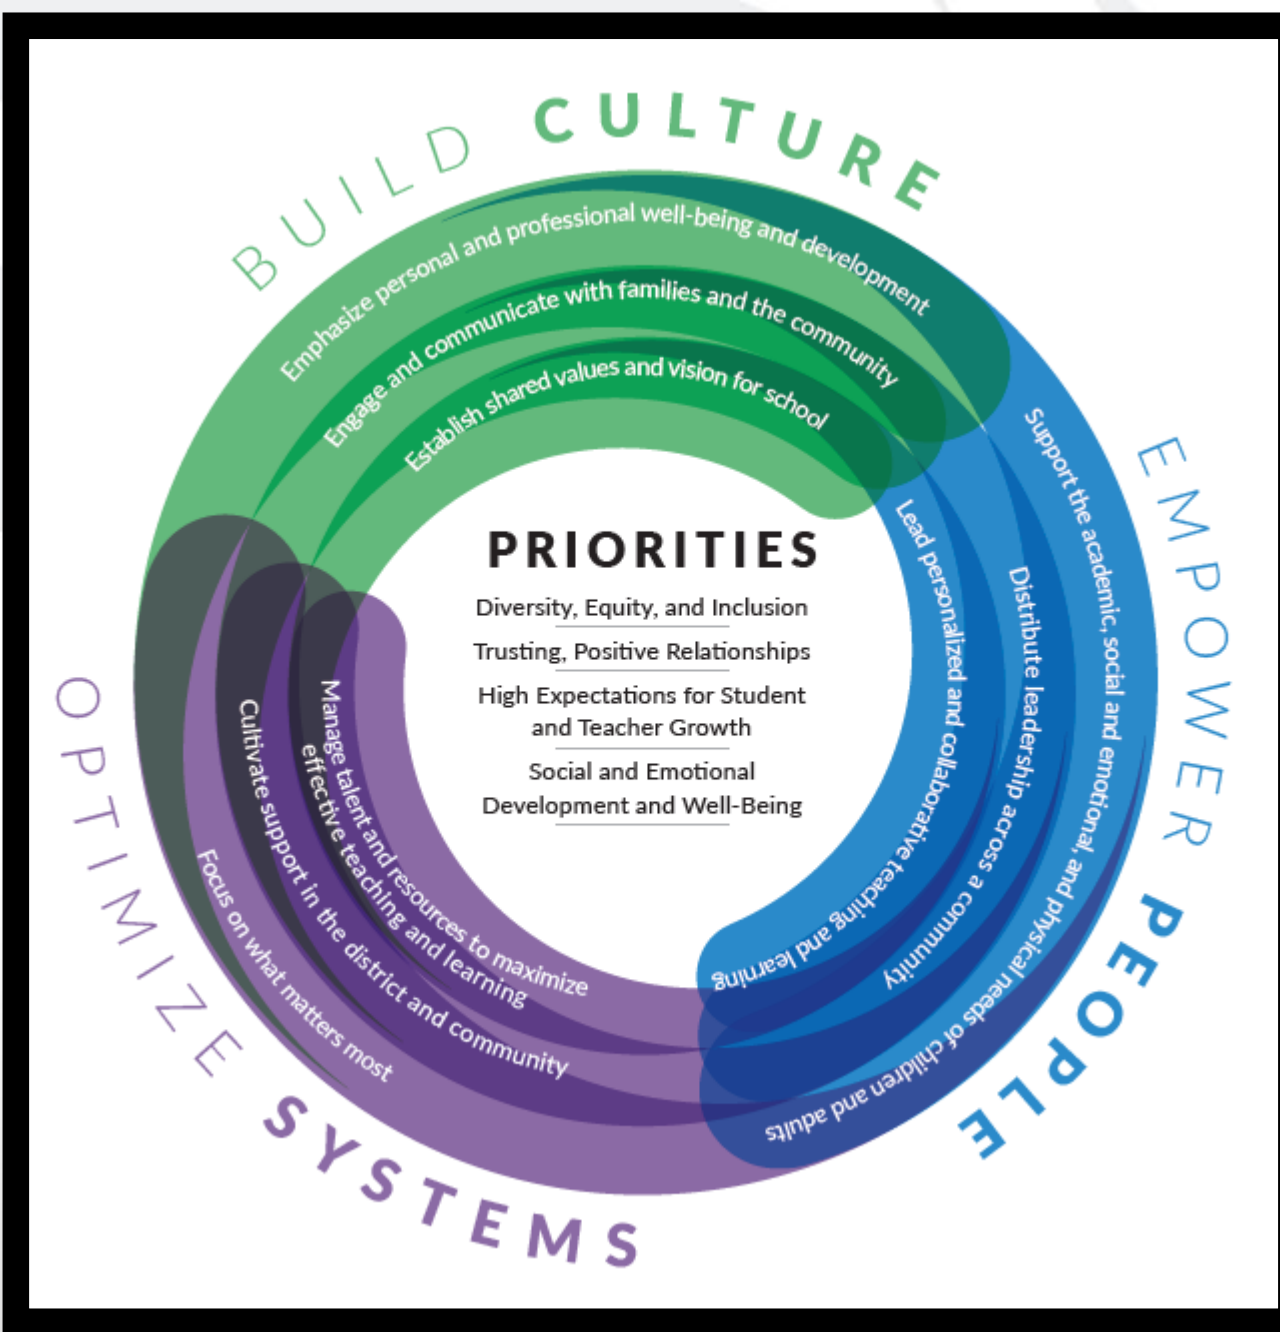 BUILD CULTURE
Emphasize personal and professional well-being and development
Engage and communicate with families and the community
Establish shared values and vision for school
EMPOWER PEOPLE
Support the academic, social and emotional, and physical needs of children and adults
Distribute leadership across a community
Lead personalized and collaborative teaching and learning
OPTIMIZE SYSTEMS
Focus on what matters most
Cultivate support in the district and community
Manage talent and resources to maximize
effective teaching and learning
PRIORITIES
Diversity, Equity, and Inclusion
Trusting, Positive Relationships
High Expectations for Student
and Teacher Growth
Social and Emotional
Development and Well-Being